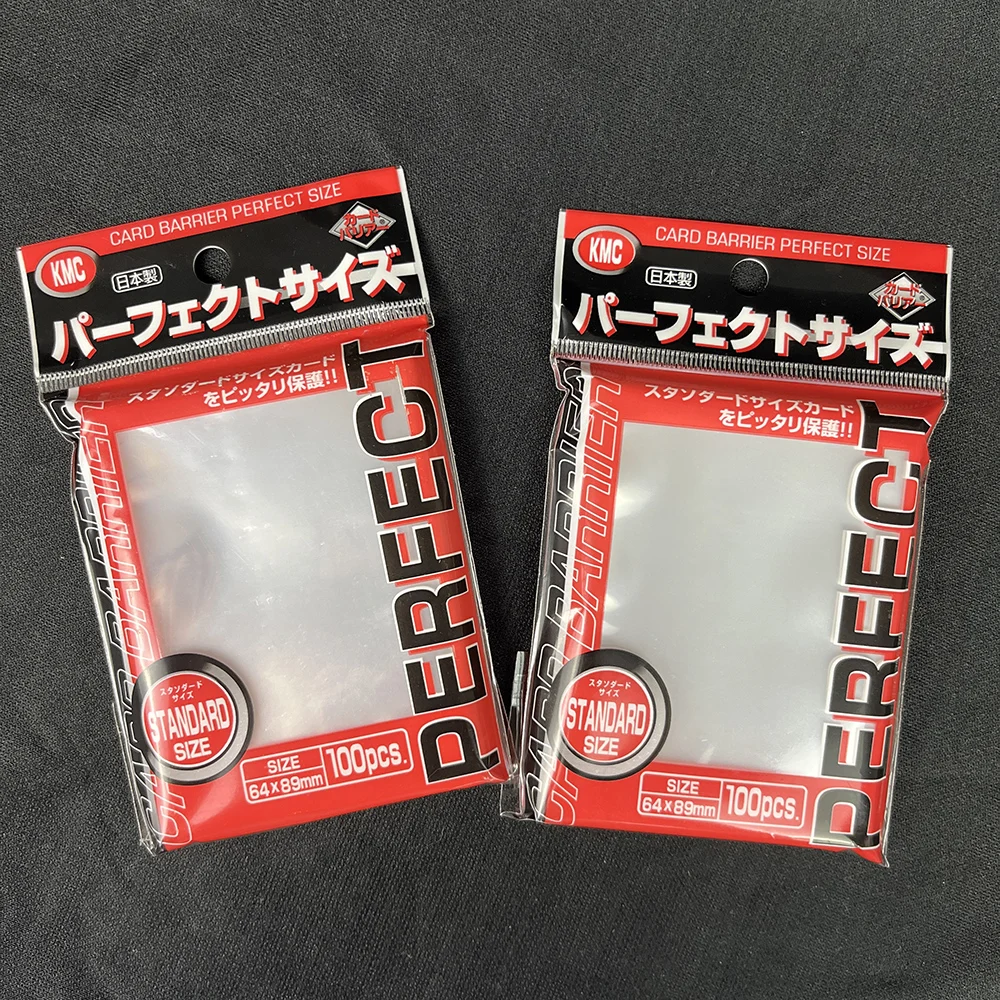 CARD BARRIER PERFECT SIZE
KMC
日本製
カード
バリアー
パーフェクトサイズ
スタンダードサイズカード
をピッタリ保護!!
PERFECT
CARD BARRIER
スタンダード
サイズ
STANDARD
SIZE
SIZE
64×89mm
100pcs.
CARD BARRIER PERFECT SIZE
KMC
日本製
カード
バリアー
パーフェクトサイズ
スタンダードサイズカード
をピッタリ保護!!
PERFECT
CARD BARRIER
スタンダード
サイズ
STANDARD
SIZE
SIZE
64×89mm
100pcs.